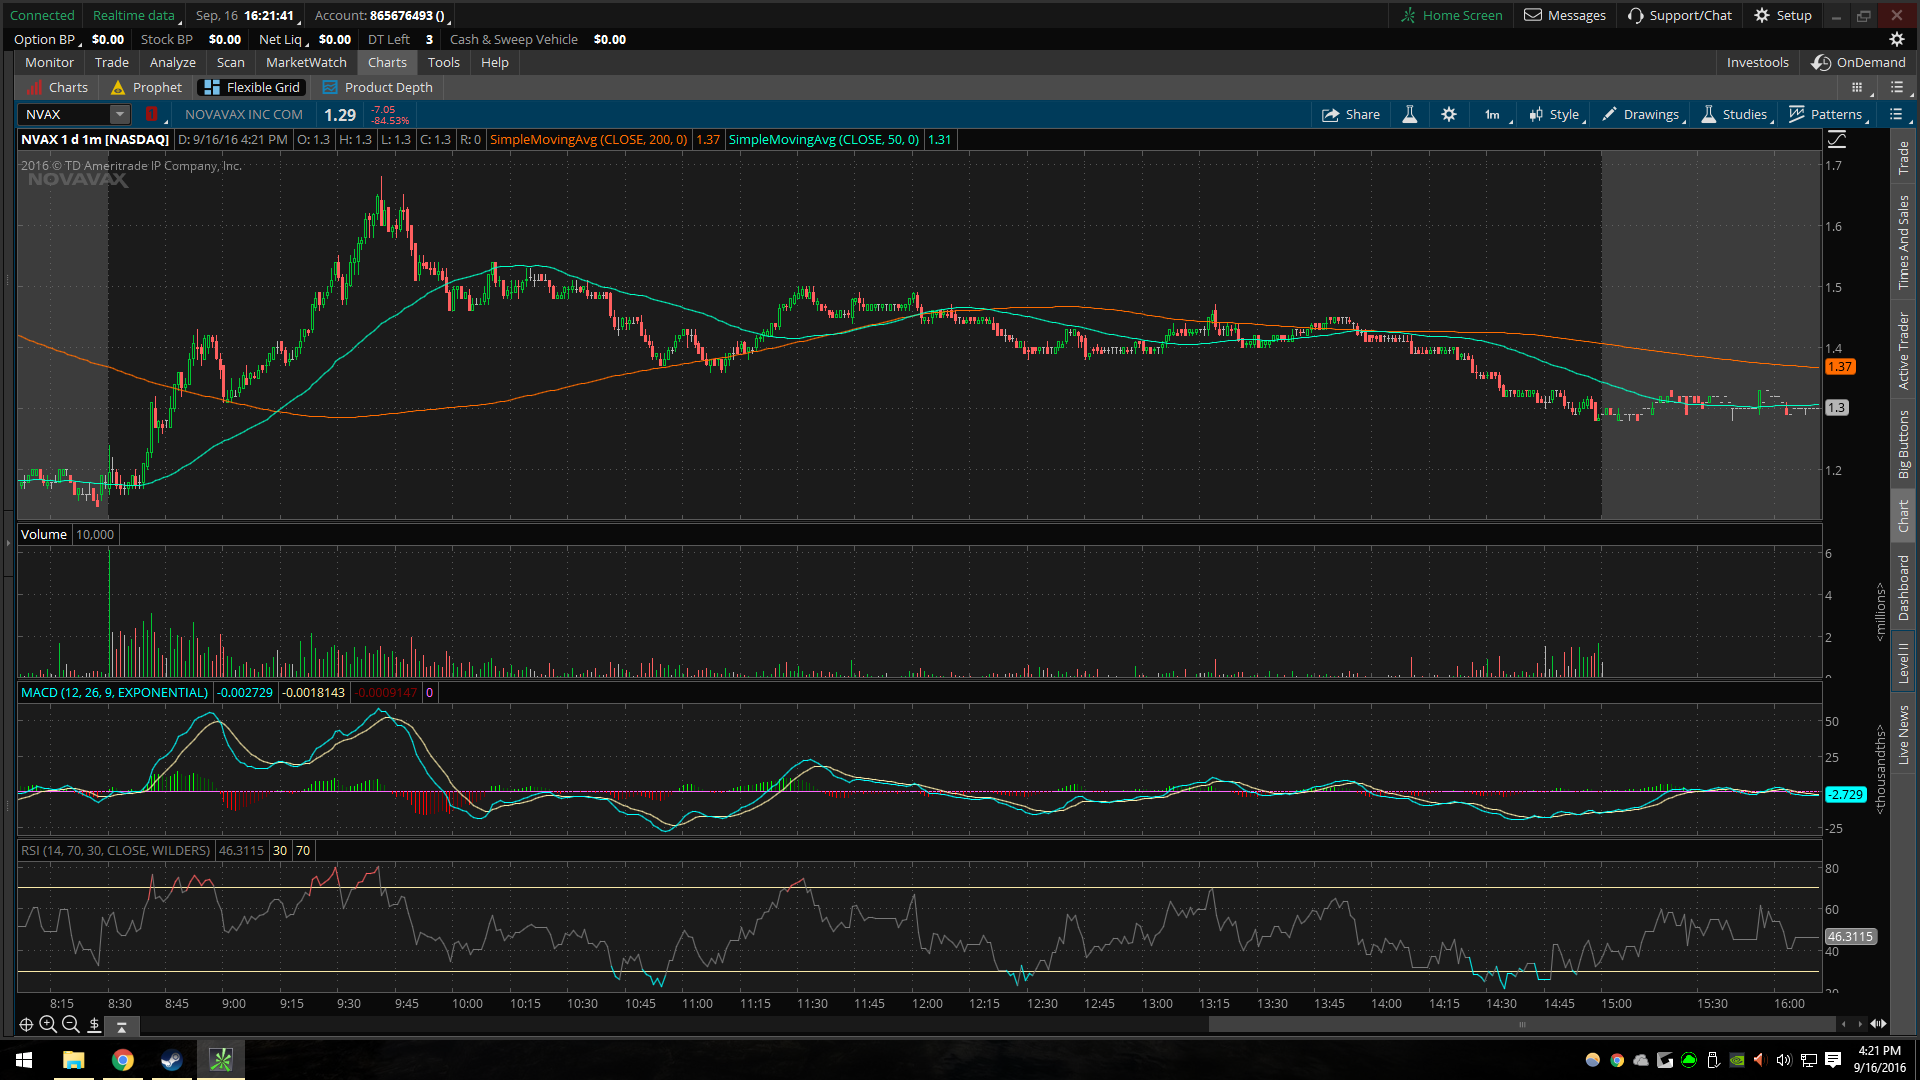 Connected Realtime data Sep, 16 16:21:41 Account: 865676493 () Home Screen Messages Support/Chat Setup
Option BP $0.00 Stock BP $0.00 Net Liq $0.00 DT Left 3 Cash & Sweep Vehicle $0.00
Monitor Trade Analyze Scan MarketWatch Charts Tools Help Investools OnDemand
Charts Prophet Flexible Grid Product Depth
NVAX NOVAVAX INC COM 1.29 -7.05 -84.53% Share 1m Style Drawings Studies Patterns
NVAX 1 d 1m [NASDAQ] D: 9/16/16 4:21 PM O: 1.3 H: 1.3 L: 1.3 C: 1.3 R: 0 SimpleMovingAvg (CLOSE, 200, 0) 1.37 SimpleMovingAvg (CLOSE, 50, 0) 1.31
2016 © TD Ameritrade IP Company, Inc.
NOVAVAX
1.7
1.6
1.5
1.4
1.37
1.3
1.2
Volume 10,000
6
4
2
<millions>
MACD (12, 26, 9, EXPONENTIAL) -0.002729 -0.0018143 -0.0009147 0
50
25
-2.729
-25
<thousandths>
RSI (14, 70, 30, CLOSE, WILDERS) 46.3115 30 70
80
60
46.3115
40
20
8:15 8:30 8:45 9:00 9:15 9:30 9:45 10:00 10:15 10:30 10:45 11:00 11:15 11:30 11:45 12:00 12:15 12:30 12:45 13:00 13:15 13:30 13:45 14:00 14:15 14:30 14:45 15:00 15:30 16:00
Trade
Times And Sales
Active Trader
Big Buttons
Chart
Dashboard
Level II
Live News
4:21 PM
9/16/2016